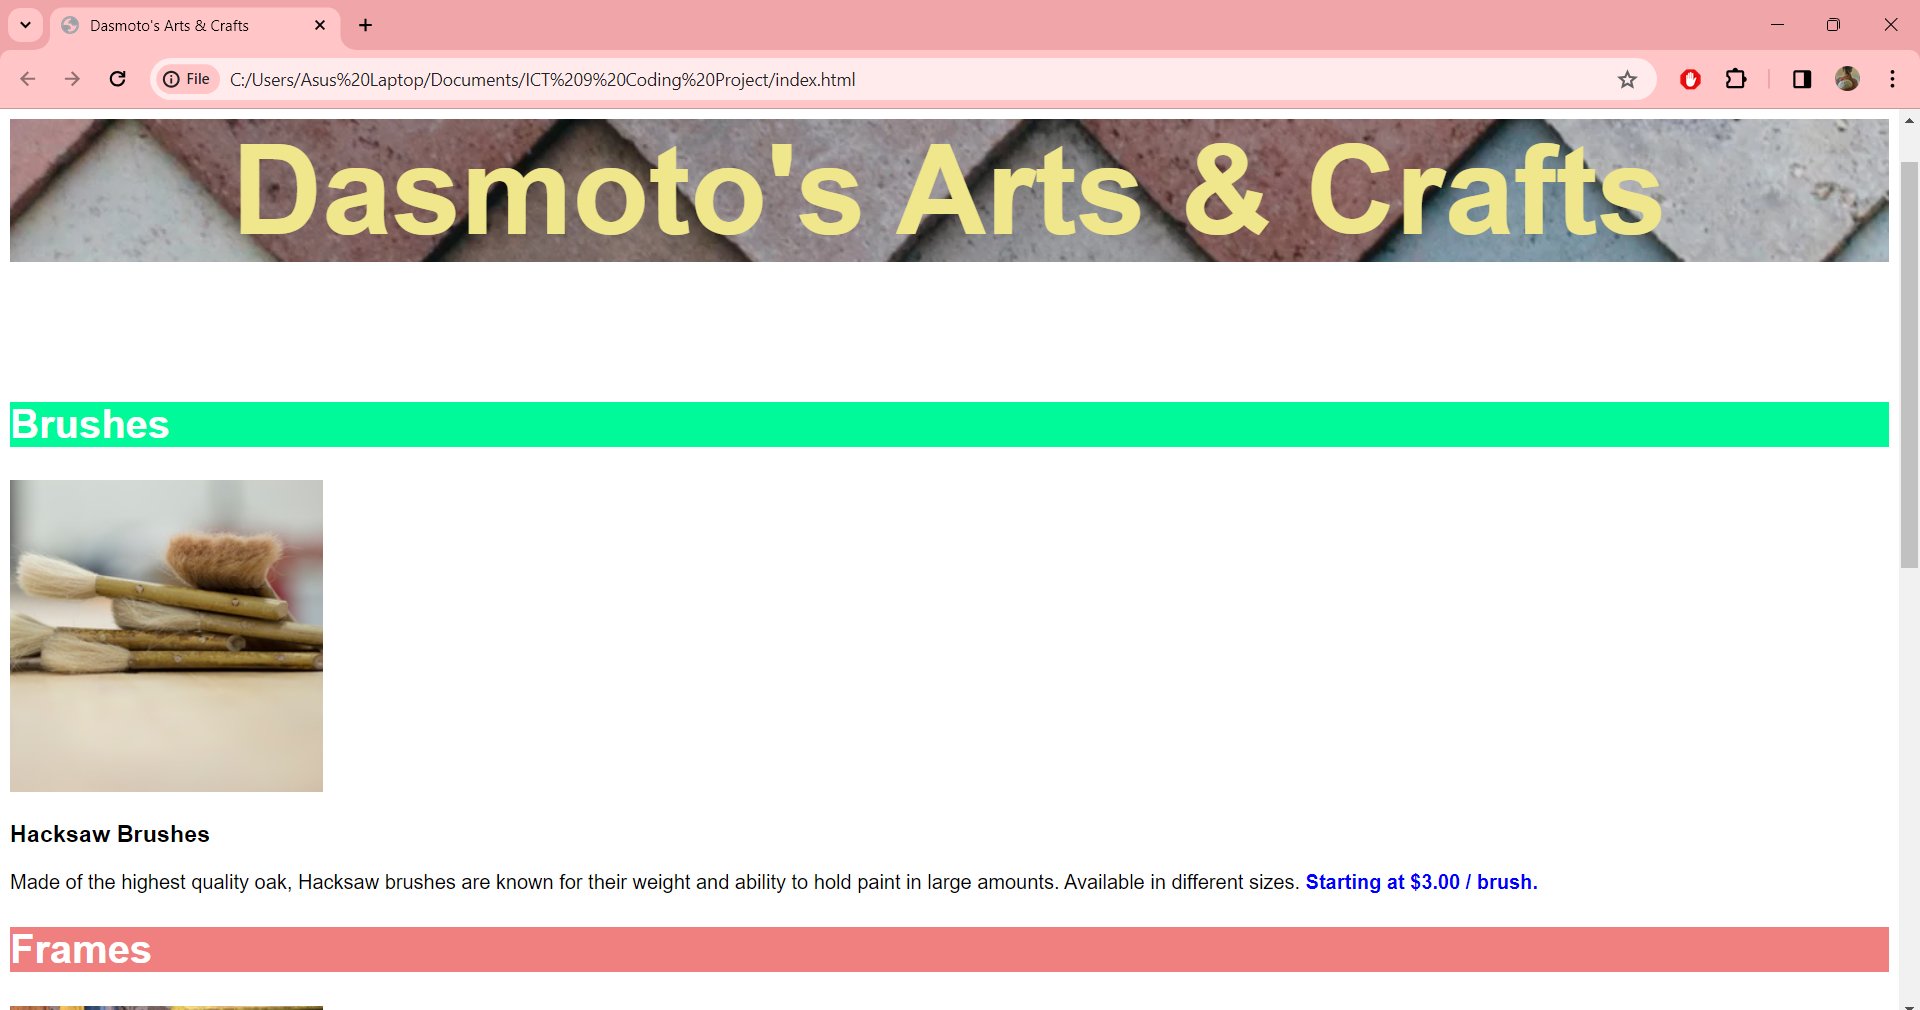 Dasmoto's Arts & Crafts
File C:/Users/Asus%20Laptop/Documents/ICT%209%20Coding%20Project/index.html
Dasmoto's Arts & Crafts
Brushes
Hacksaw Brushes
Made of the highest quality oak, Hacksaw brushes are known for their weight and ability to hold paint in large amounts. Available in different sizes. Starting at $3.00 / brush.
Frames